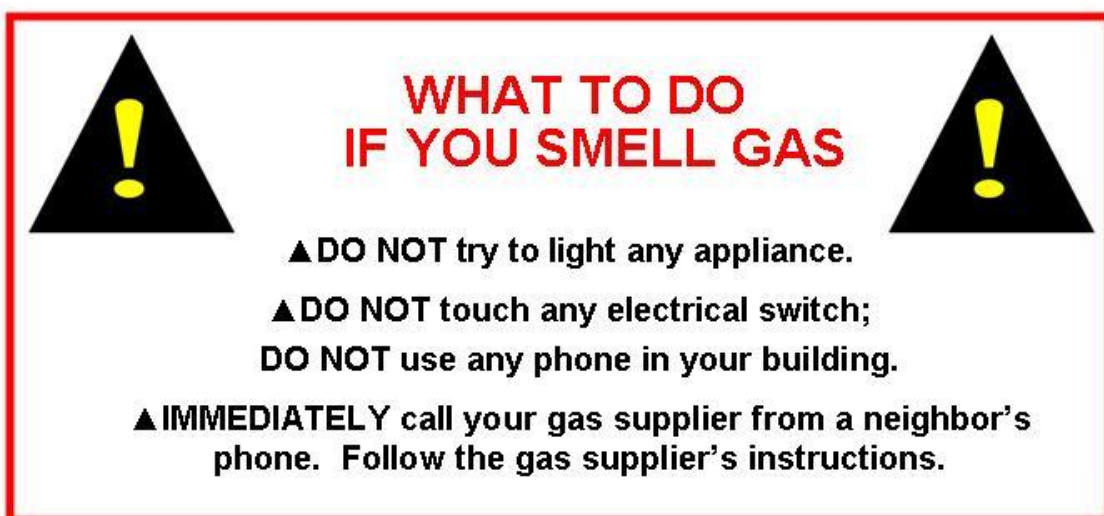 WHAT TO DO
IF YOU SMELL GAS
▲DO NOT try to light any appliance.
▲DO NOT touch any electrical switch;
DO NOT use any phone in your building.
▲IMMEDIATELY call your gas supplier from a neighbor's
phone.  Follow the gas supplier's instructions.